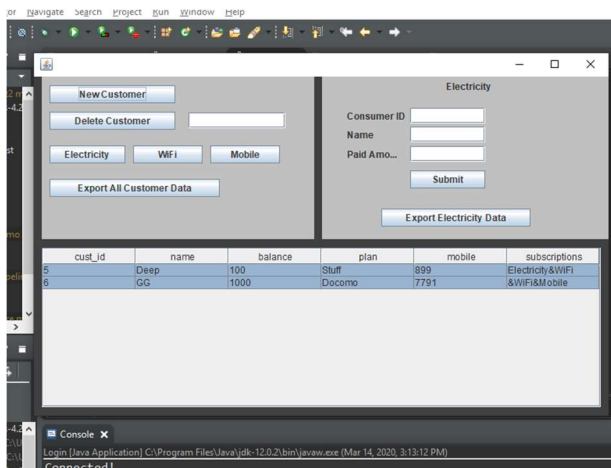 or Navigate Search Project Run Window Help
New Customer
Delete Customer
Electricity WiFi Mobile
Export All Customer Data
Electricity
Consumer ID
Name
Paid Amo...
Submit
Export Electricity Data
cust_id name balance plan mobile subscriptions
5 Deep 100 Stuff 899 Electricity&WiFi
6 GG 1000 Docomo 7791 &WiFi&Mobile
Console
Login [Java Application] C:\Program Files\Java\jdk-12.0.2\bin\javaw.exe (Mar 14, 2020, 3:13:12 PM)
Connected!